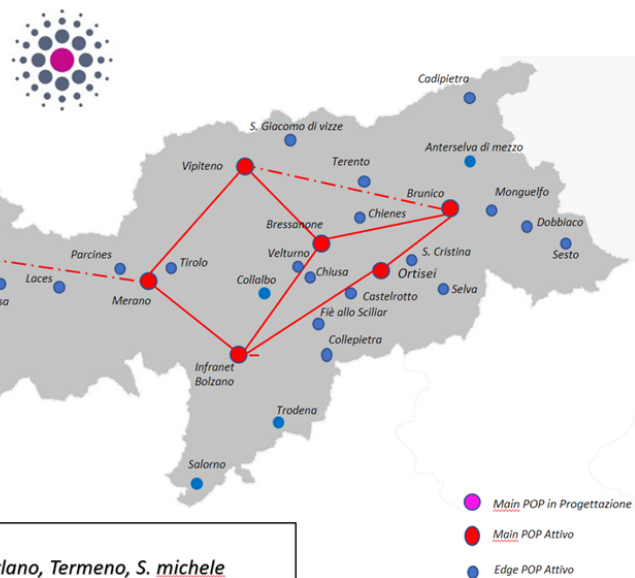 Cadipietra
S. Giacomo di vizze
Anterselva di mezzo
Vipiteno
Terento
Brunico
Monguelfo
Chienes
Dobbiaco
Bressanone
Sesto
Velturno
S. Cristina
Parcines
Tirolo
Chiusa
Ortisei
Laces
Collalbo
Selva
Merano
Castelrotto
Fiè allo Sciliar
Collepietra
Infranet
Bolzano
Trodena
Salorno
Main POP in Progettazione
Main POP Attivo
Edge POP Attivo
Termeno, S. michele